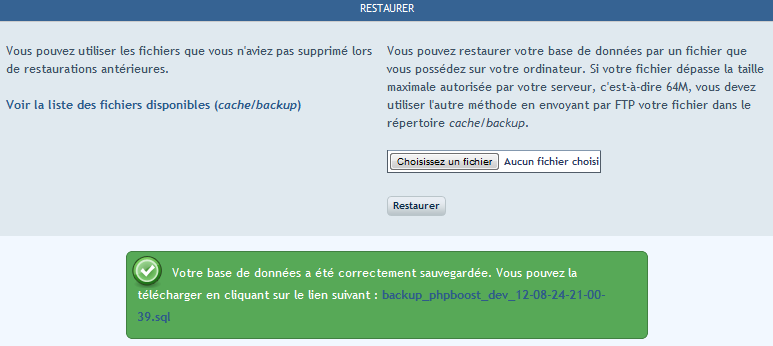 RESTAURER
Vous pouvez utiliser les fichiers que vous n'aviez pas supprimé lors
de restaurations antérieures.
Voir la liste des fichiers disponibles (cache/backup)
Vous pouvez restaurer votre base de données par un fichier que
vous possédez sur votre ordinateur. Si votre fichier dépasse la taille
maximale autorisée par votre serveur, c'est-à-dire 64M, vous devez
utiliser l'autre méthode en envoyant par FTP votre fichier dans le
répertoire cache/backup.
Choisissez un fichier Aucun fichier choisi
Restaurer
Votre base de données a été correctement sauvegardée. Vous pouvez la
télécharger en cliquant sur le lien suivant : backup_phpboost_dev_12-08-24-21-00-
39.sql